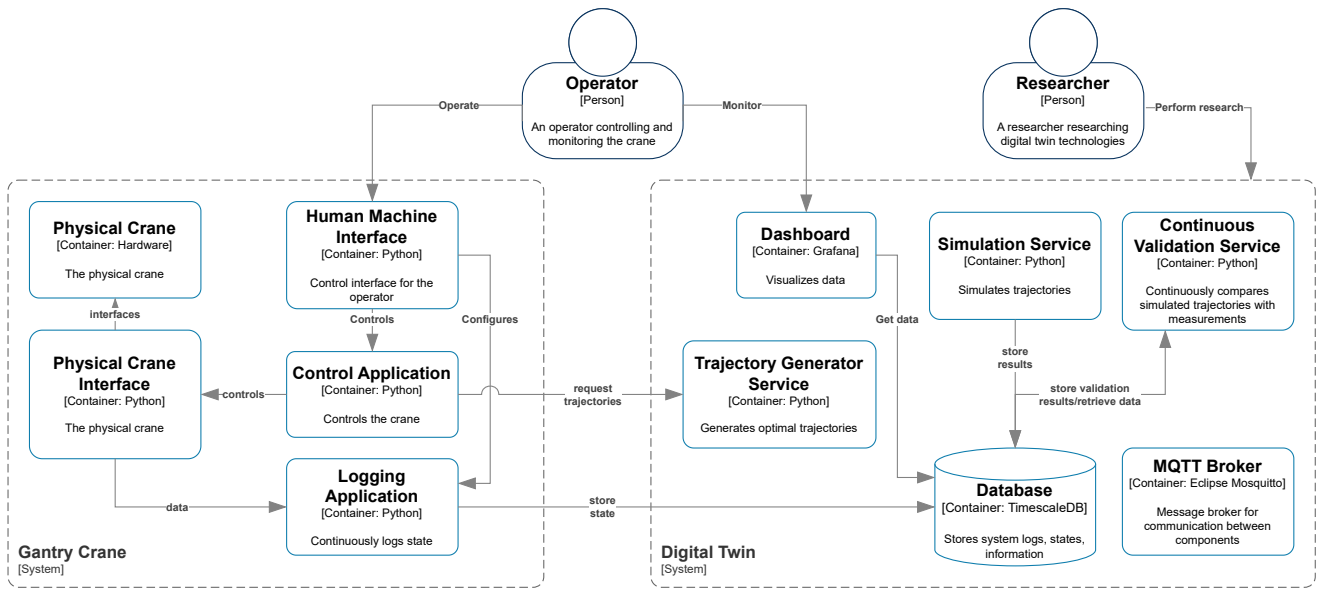 Operator
[Person]
An operator controlling and
monitoring the crane
Researcher
[Person]
A researcher researching
digital twin technologies
Operate
Monitor
Perform research
Physical Crane
[Container: Hardware]
The physical crane
Human Machine
Interface
[Container: Python]
Control interface for the
operator
interfaces
Controls
Configures
Physical Crane
Interface
[Container: Python]
The physical crane
controls
Control Application
[Container: Python]
Controls the crane
request
trajectories
data
Logging
Application
[Container: Python]
Continuously logs state
store
state
Gantry Crane
[System]
Dashboard
[Container: Grafana]
Visualizes data
Simulation Service
[Container: Python]
Simulates trajectories
Continuous
Validation Service
[Container: Python]
Continuously compares
simulated trajectories with
measurements
Get data
Trajectory Generator
Service
[Container: Python]
Generates optimal trajectories
store
results
store validation
results/retrieve data
Database
[Container: TimescaleDB]
Stores system logs, states,
information
MQTT Broker
[Container: Eclipse Mosquitto]
Message broker for
communication between
components
Digital Twin
[System]